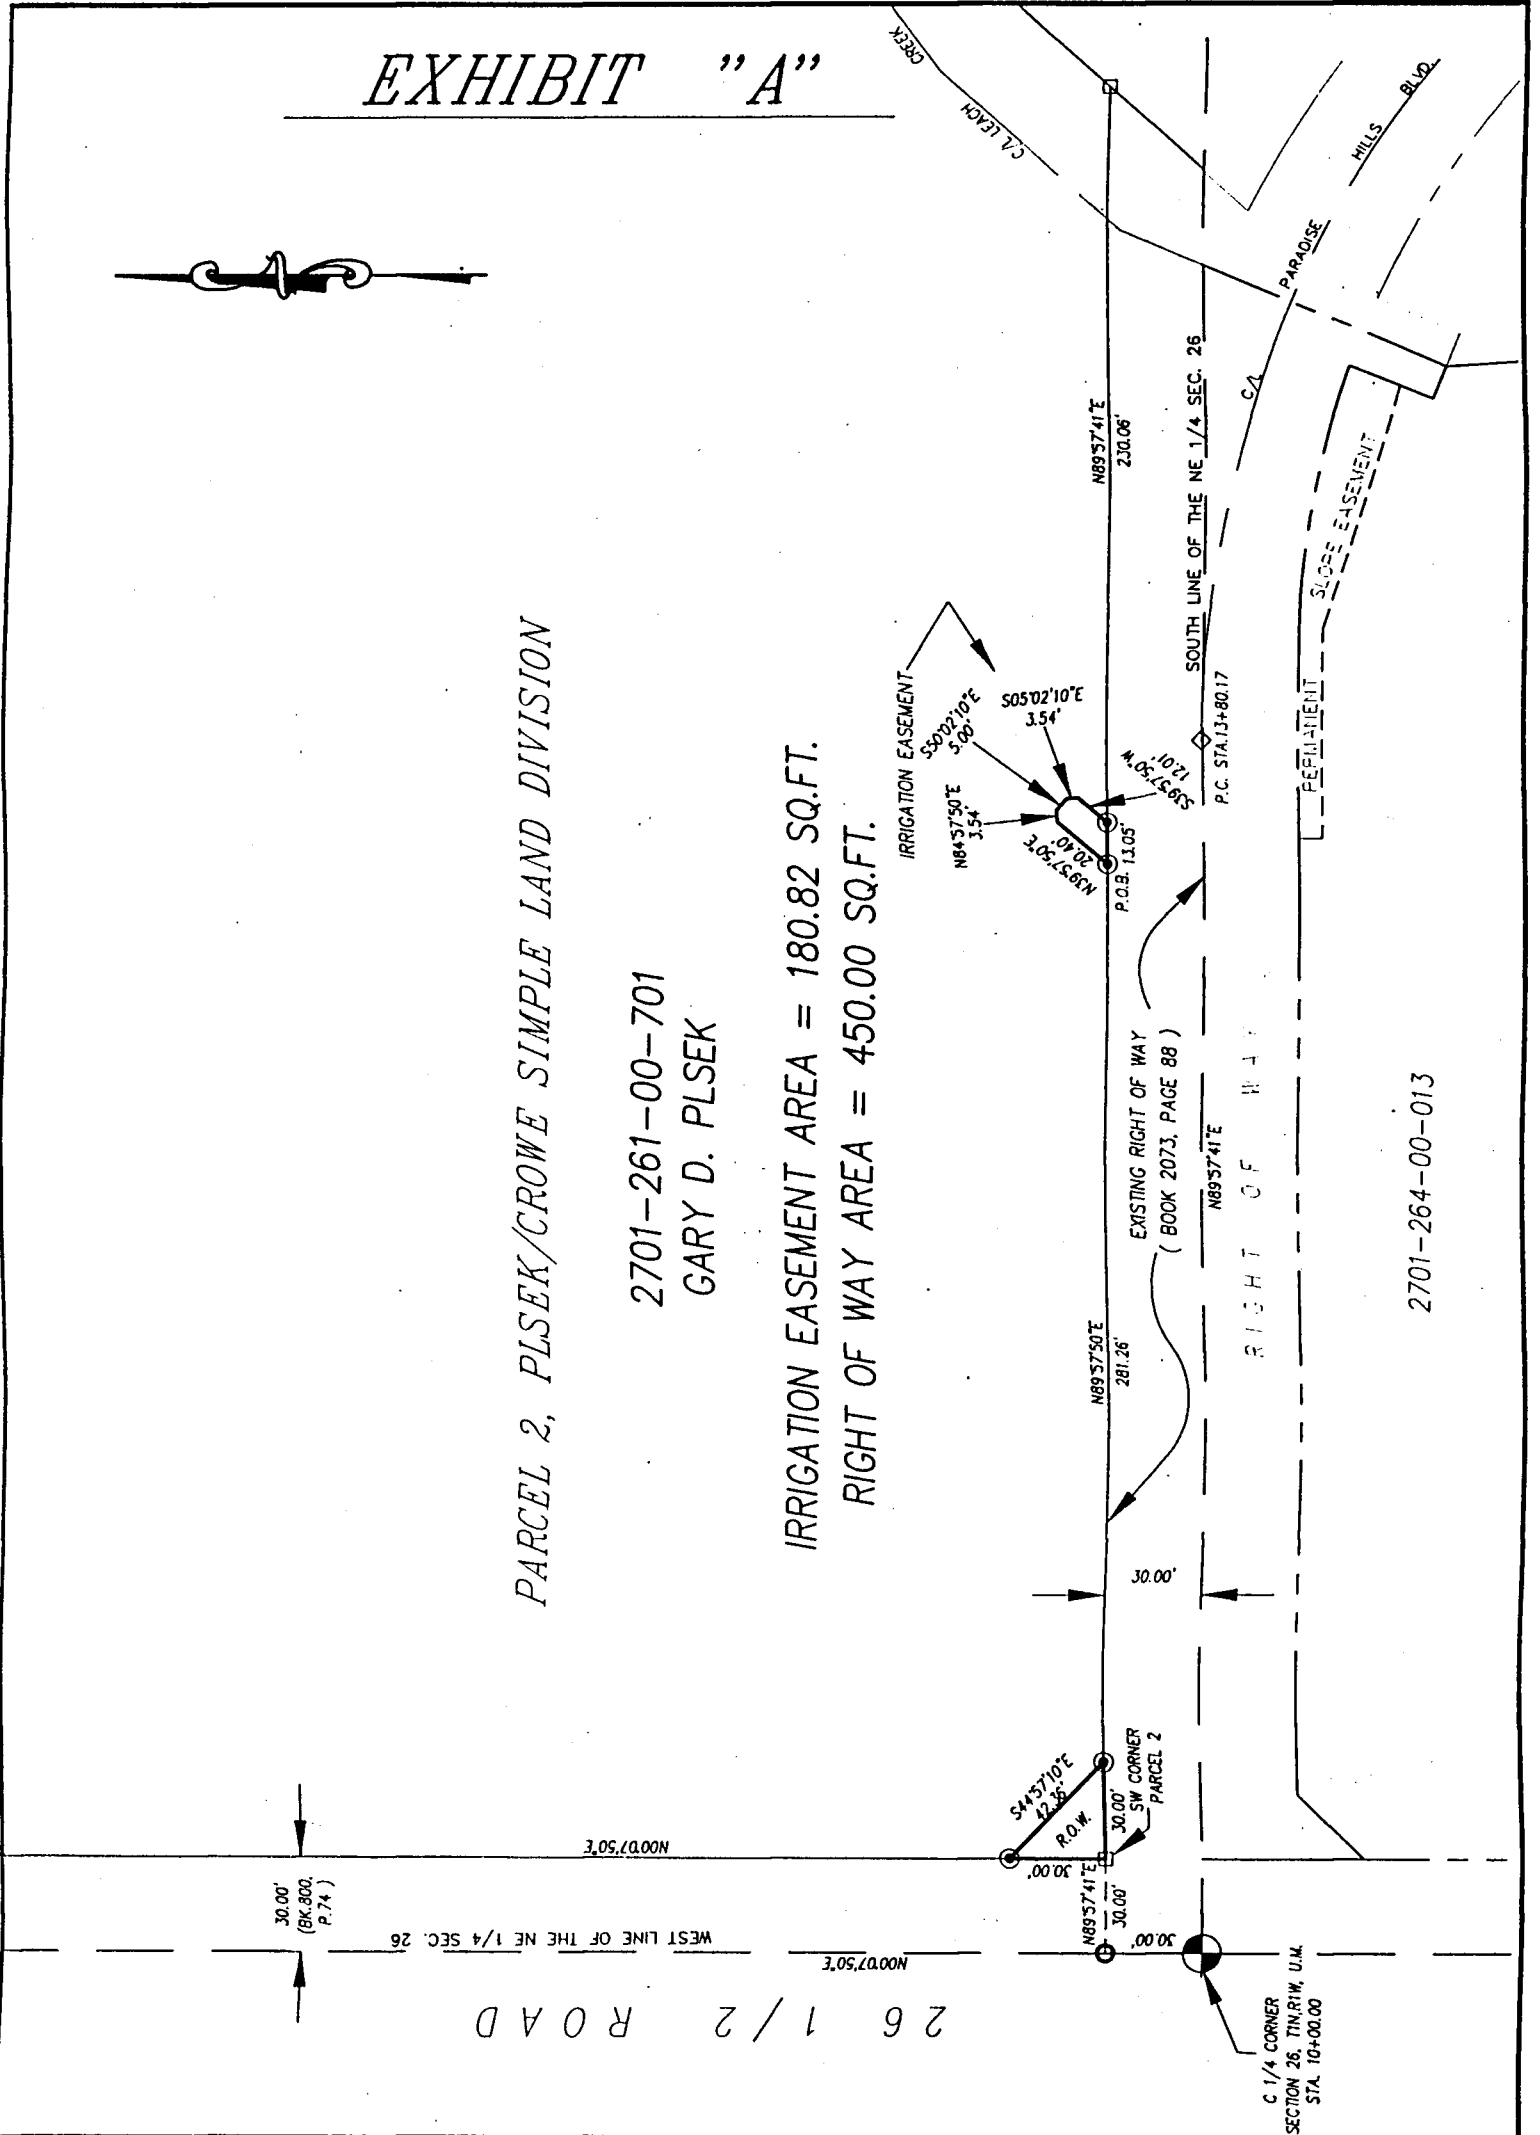 EXHIBIT "A"
CREEK
C/L LEACH
BLVD.
HILLS
PARADISE
C/L
PARCEL 2, PLSEK/CROWE SIMPLE LAND DIVISION
2701-261-00-701
GARY D. PLSEK
IRRIGATION EASEMENT AREA = 180.82 SQ.FT.
RIGHT OF WAY AREA = 450.00 SQ.FT.
IRRIGATION EASEMENT
S50°02'10"E
5.00'
S05°02'10"E
3.54'
N84°57'50"E
3.54'
N39°57'50"E
20.40'
S39°57'50"W
12.01'
P.O.B.
13.05'
N89°57'41"E
230.06'
SOUTH LINE OF THE NE 1/4 SEC. 26
P.C. STA.13+80.17
PERMANENT SLOPE EASEMENT
EXISTING RIGHT OF WAY
( BOOK 2073, PAGE 88 )
N89°57'50"E
281.26'
N89°57'41"E
RIGHT OF WAY
2701-264-00-013
30.00'
S44°57'10"E
42.36'
R.O.W.
30.00'
30.00'
SW CORNER
PARCEL 2
N89°57'41"E
30.00'
30.00'
N00°07'50"E
30.00'
(BK.800,
P.74 )
WEST LINE OF THE NE 1/4 SEC. 26
N00°07'50"E
26 1/2 ROAD
C 1/4 CORNER
SECTION 26, T1N,R1W, U.M.
STA. 10+00.00